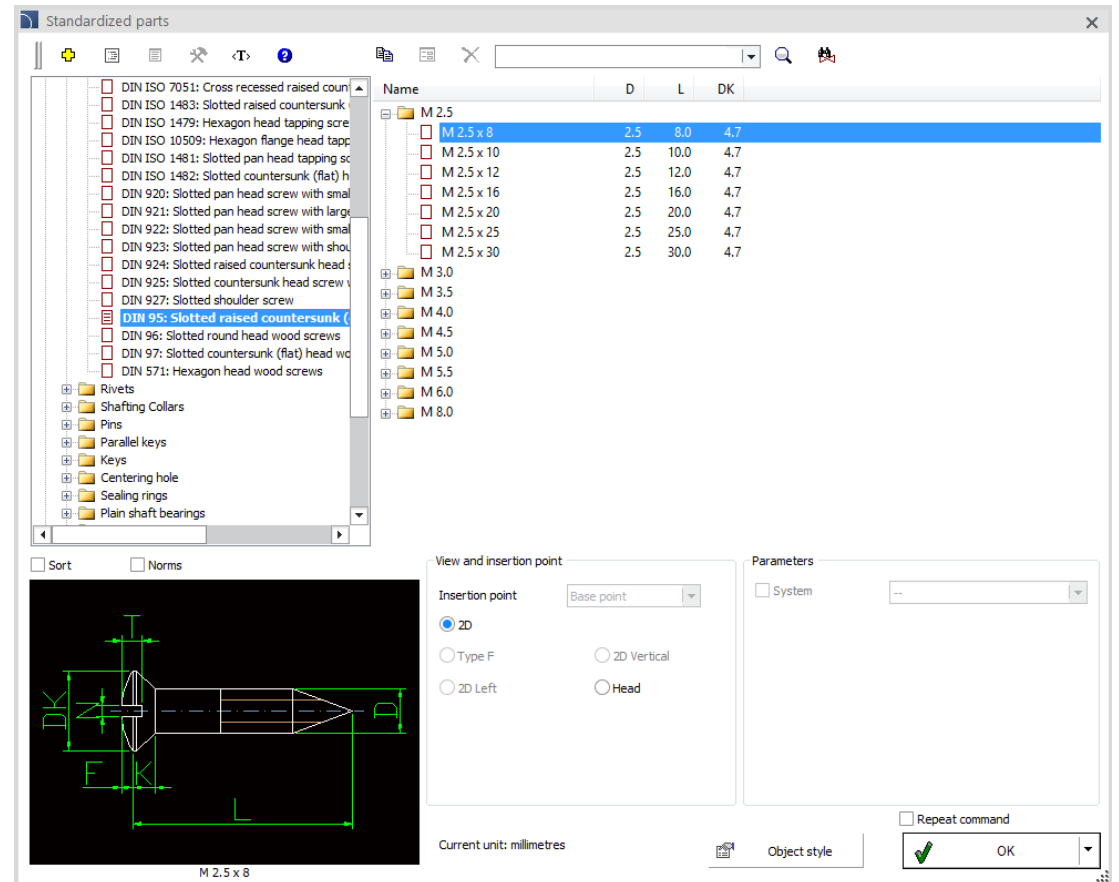 Standardized parts
<T>
DIN ISO 7051: Cross recessed raised coun
DIN ISO 1483: Slotted raised countersunk
DIN ISO 1479: Hexagon head tapping scre
DIN ISO 10509: Hexagon flange head tapp
DIN ISO 1481: Slotted pan head tapping sc
DIN ISO 1482: Slotted countersunk (flat) h
DIN 920: Slotted pan head screw with smal
DIN 921: Slotted pan head screw with large
DIN 922: Slotted pan head screw with smal
DIN 923: Slotted pan head screw with shou
DIN 924: Slotted raised countersunk head
DIN 925: Slotted countersunk head screw
DIN 927: Slotted shoulder screw
DIN 95: Slotted raised countersunk (
DIN 96: Slotted round head wood screws
DIN 97: Slotted countersunk (flat) head wo
DIN 571: Hexagon head wood screws
Rivets
Shafting Collars
Pins
Parallel keys
Keys
Centering hole
Sealing rings
Plain shaft bearings
Name D L DK
M 2.5
M 2.5 x 8 2.5 8.0 4.7
M 2.5 x 10 2.5 10.0 4.7
M 2.5 x 12 2.5 12.0 4.7
M 2.5 x 16 2.5 16.0 4.7
M 2.5 x 20 2.5 20.0 4.7
M 2.5 x 25 2.5 25.0 4.7
M 2.5 x 30 2.5 30.0 4.7
M 3.0
M 3.5
M 4.0
M 4.5
M 5.0
M 5.5
M 6.0
M 8.0
Sort Norms
T
DK
N
D
F K
L
M 2.5 x 8
View and insertion point
Insertion point Base point
2D
Type F 2D Vertical
2D Left Head
Parameters
System --
Current unit: millimetres
Object style
Repeat command
OK